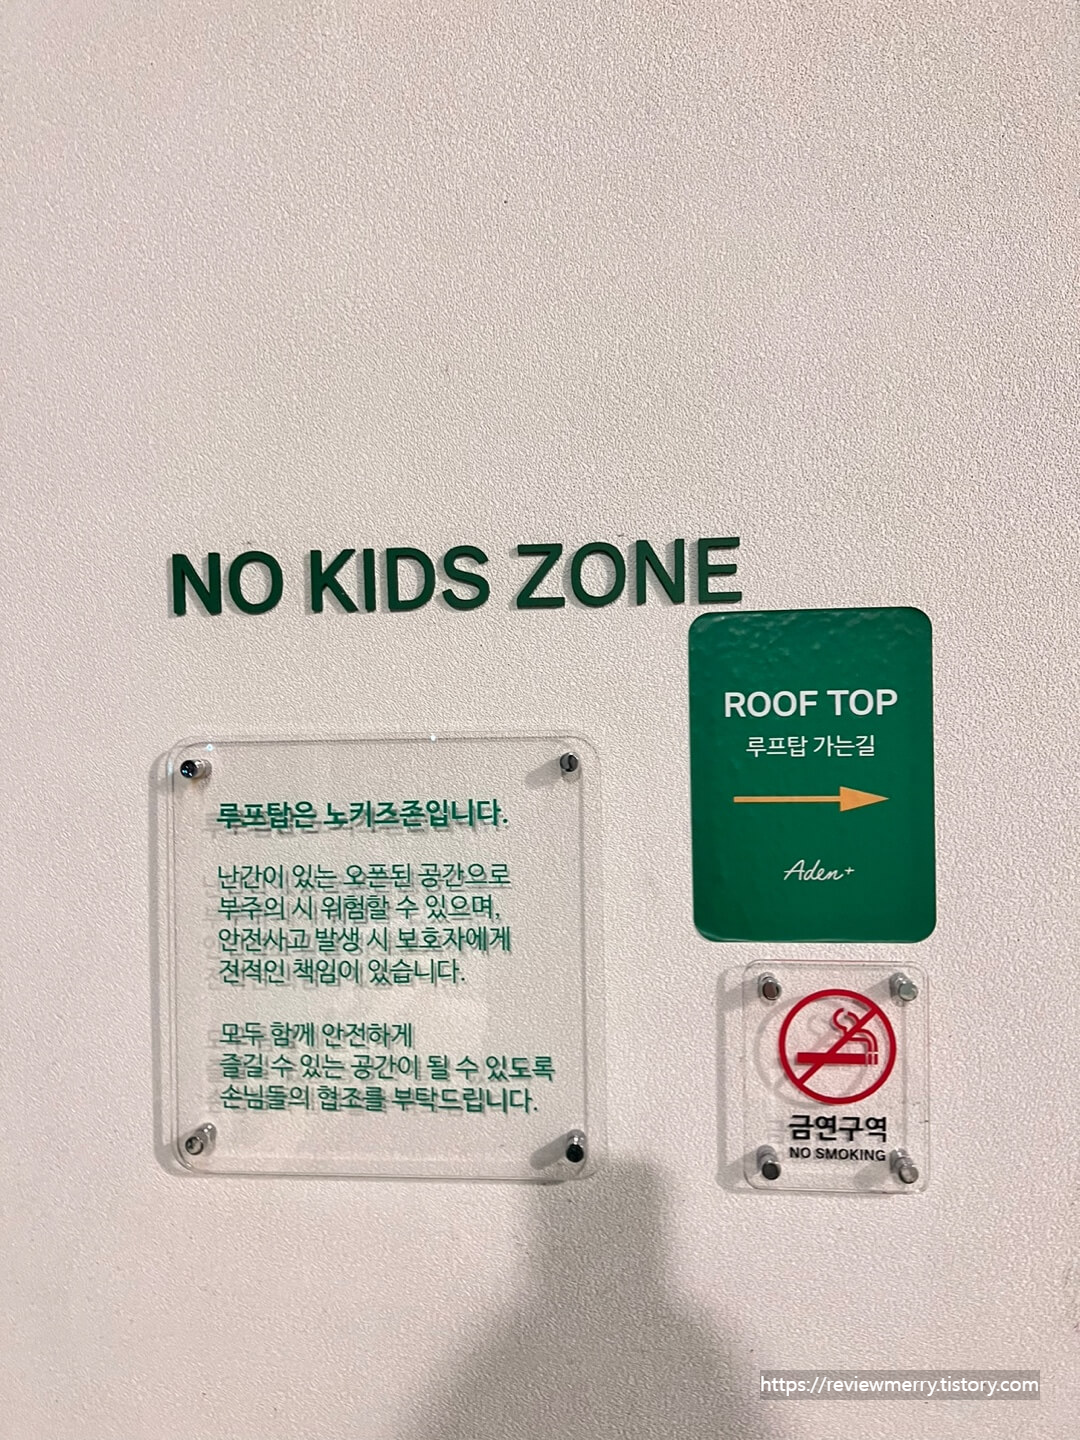 NO KIDS ZONE
루프탑은 노키즈존입니다.
난간이 있는 오픈된 공간으로
부주의 시 위험할 수 있으며,
안전사고 발생 시 보호자에게
전적인 책임이 있습니다.
모두 함께 안전하게
즐길 수 있는 공간이 될 수 있도록
손님들의 협조를 부탁드립니다.
ROOF TOP
루프탑 가는길
Aden+
금연구역
NO SMOKING
https://reviewmerry.tistory.com